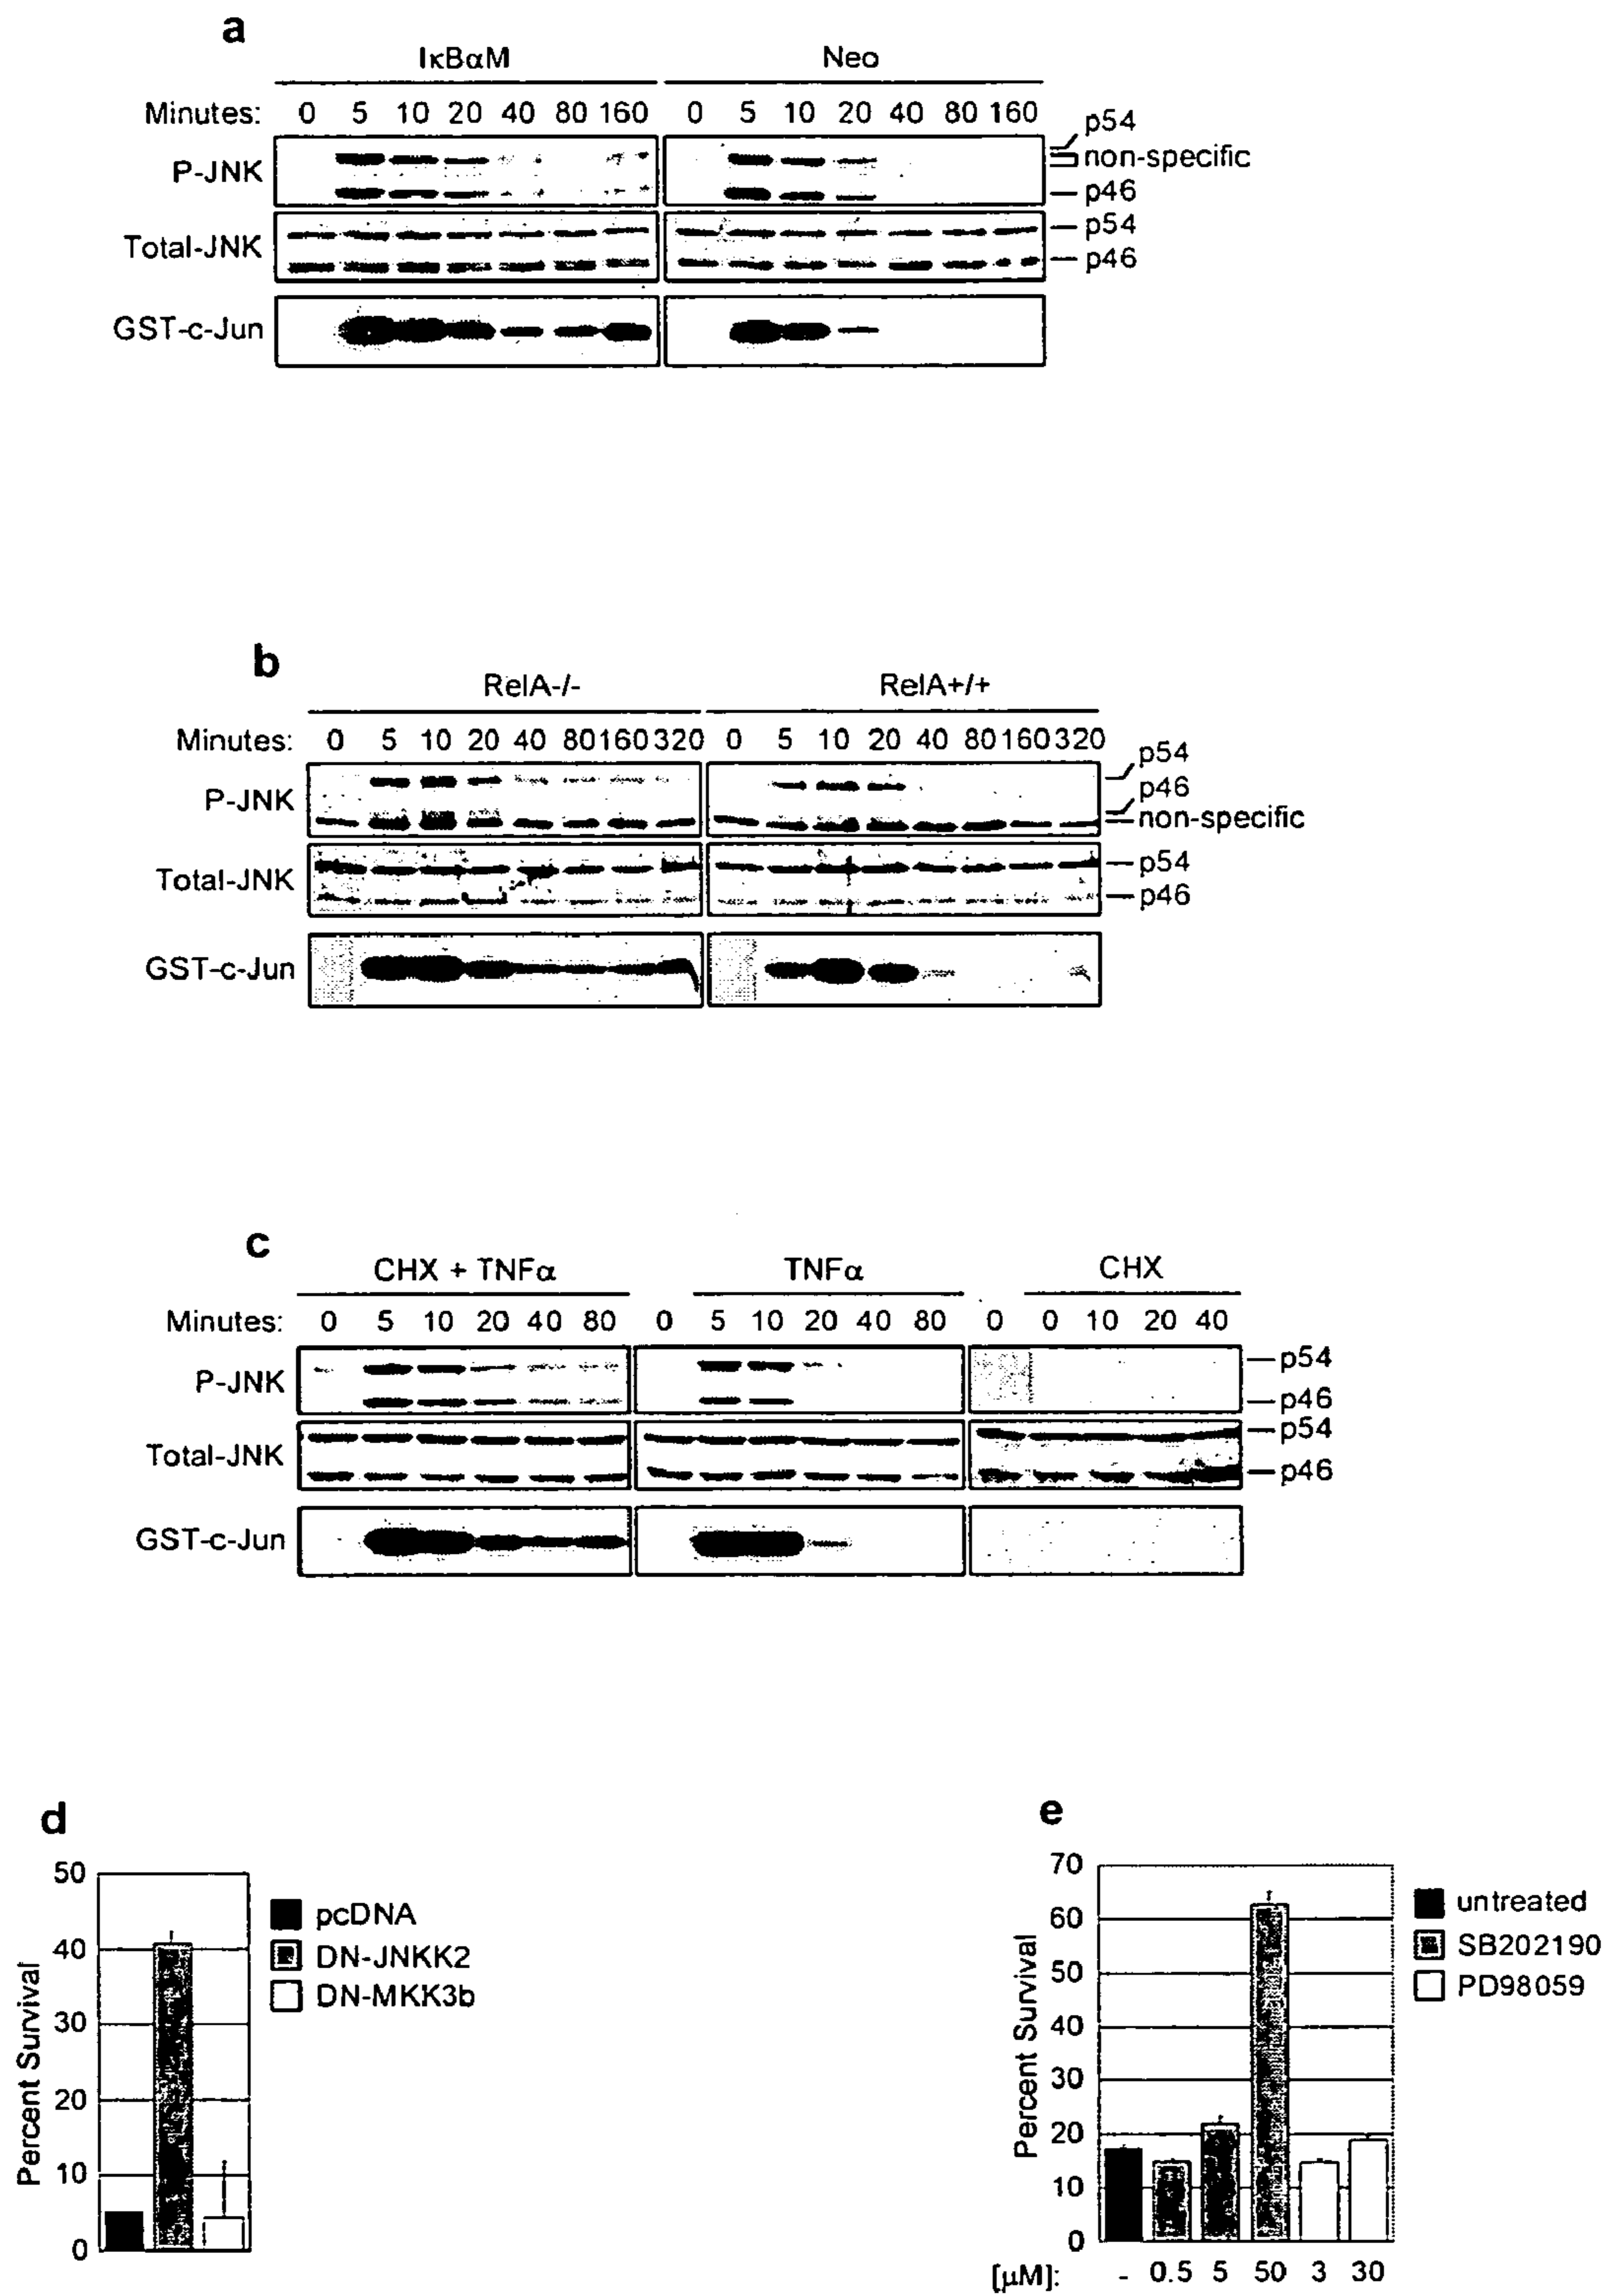 a
IκBαM Neo
Minutes: 0 5 10 20 40 80 160 0 5 10 20 40 80 160
P-JNK p54
non-specific
p46
Total-JNK p54
p46
GST-c-Jun
b
RelA-/- RelA+/+
Minutes: 0 5 10 20 40 80 160 320 0 5 10 20 40 80 160 320
P-JNK p54
p46
non-specific
Total-JNK p54
p46
GST-c-Jun
c
CHX + TNFα TNFα CHX
Minutes: 0 5 10 20 40 80 0 5 10 20 40 80 0 0 10 20 40
P-JNK p54
p46
Total-JNK p54
p46
GST-c-Jun
d
Percent Survival
50
40
30
20
10
0
pcDNA
DN-JNKK2
DN-MKK3b
e
Percent Survival
70
60
50
40
30
20
10
0
[μM]: - 0.5 5 50 3 30
untreated
SB202190
PD98059